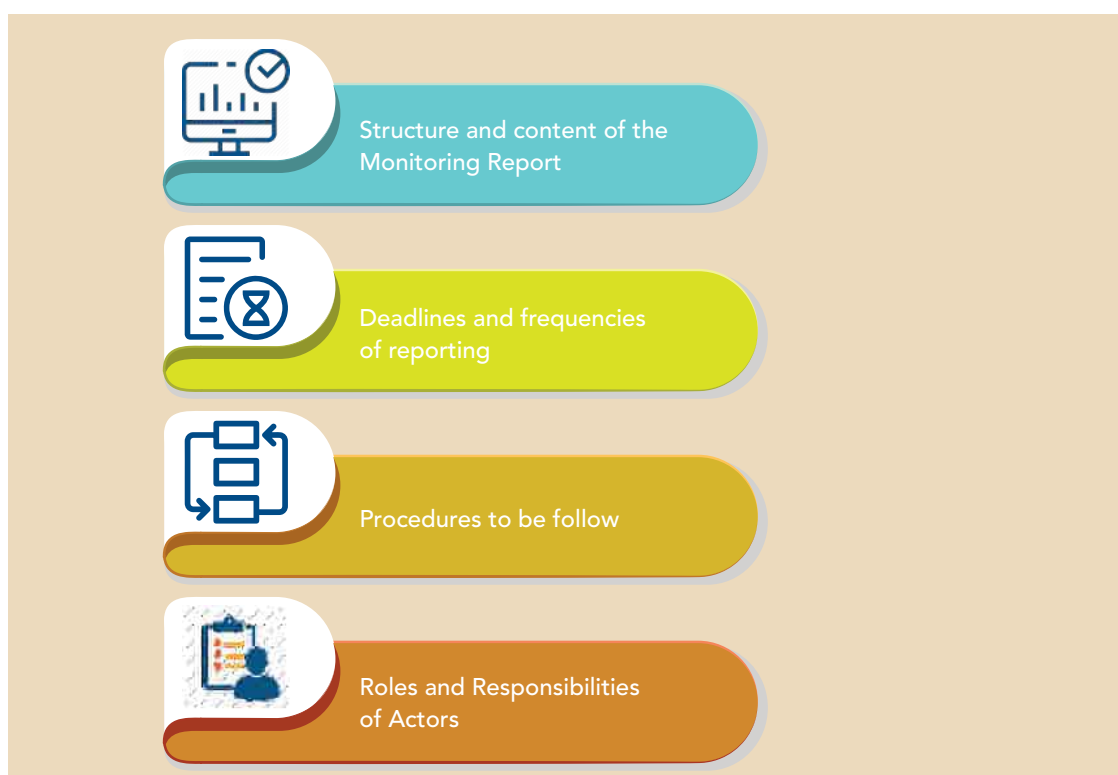 Structure and content of the
Monitoring Report
Deadlines and frequencies
of reporting
Procedures to be follow
Roles and Responsibilities
of Actors